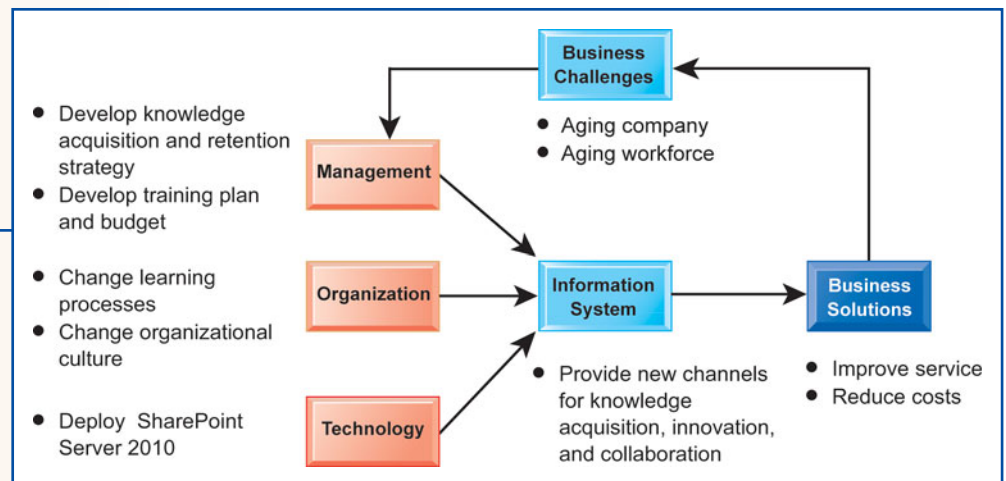 Business
Challenges
● Aging company
● Aging workforce
● Develop knowledge
acquisition and retention
strategy
● Develop training plan
and budget
Management
● Change learning
processes
● Change organizational
culture
Organization
Information
System
Business
Solutions
● Provide new channels
for knowledge
acquisition, innovation,
and collaboration
● Improve service
● Reduce costs
● Deploy SharePoint
Server 2010
Technology